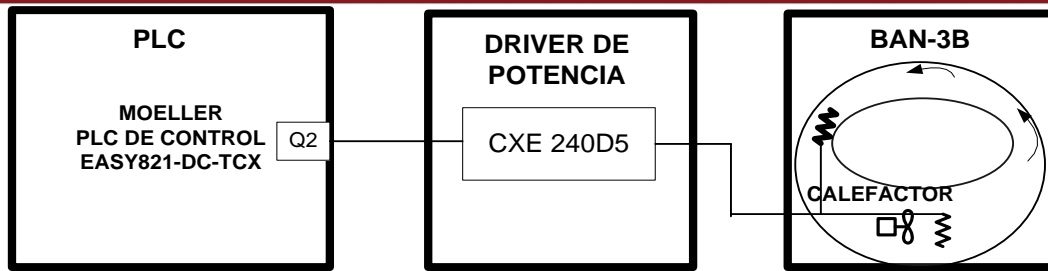 PLC
MOELLER
PLC DE CONTROL
EASY821-DC-TCX
Q2
DRIVER DE
POTENCIA
CXE 240D5
BAN-3B
CALEFACTOR